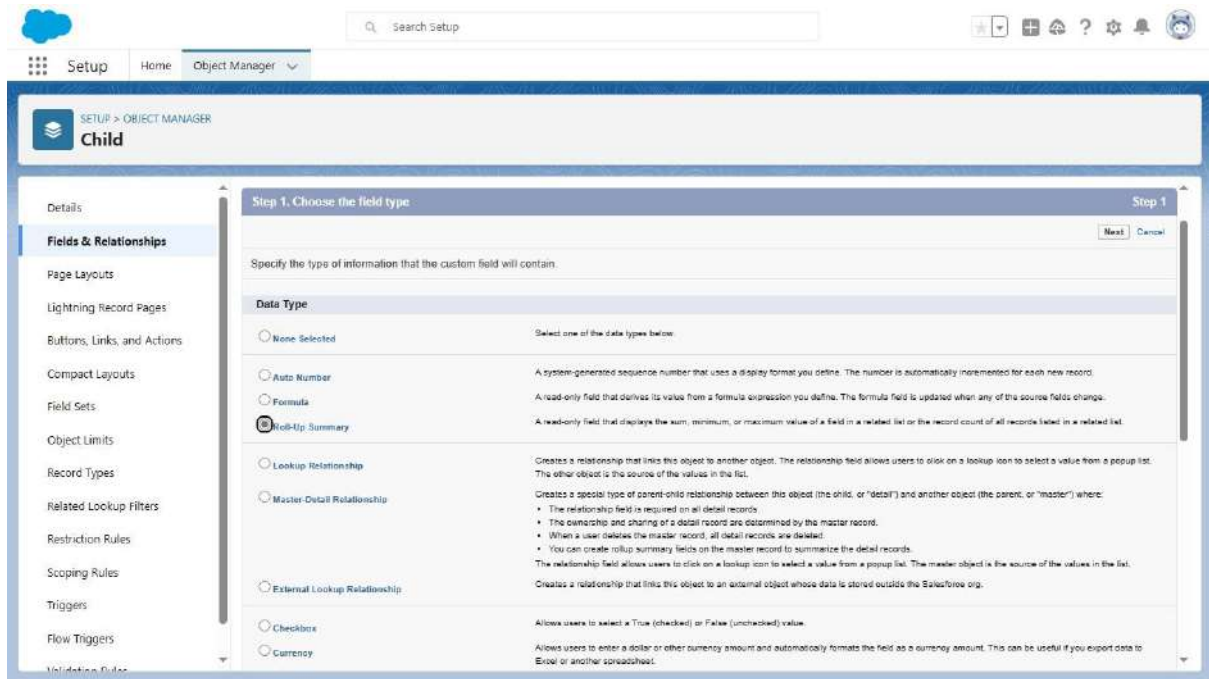 Search Setup
Setup
Home
Object Manager
SETUP > OBJECT MANAGER
Child
Details
Fields & Relationships
Page Layouts
Lightning Record Pages
Buttons, Links, and Actions
Compact Layouts
Field Sets
Object Limits
Record Types
Related Lookup Filters
Restriction Rules
Scoping Rules
Triggers
Flow Triggers
Validation Rules
Step 1. Choose the field type
Step 1
Next
Cancel
Specify the type of information that the custom field will contain.
Data Type
None Selected
Select one of the data types below.
Auto Number
A system-generated sequence number that uses a display format you define. The number is automatically incremented for each new record.
Formula
A read-only field that derives its value from a formula expression you define. The formula field is updated when any of the source fields change.
Roll-Up Summary
A read-only field that displays the sum, minimum, or maximum value of a field in a related list or the record count of all records listed in a related list.
Lookup Relationship
Creates a relationship that links this object to another object. The relationship field allows users to click on a lookup icon to select a value from a popup list.
The other object is the source of the values in the list.
Master-Detail Relationship
Creates a special type of parent-child relationship between this object (the child, or "detail") and another object (the parent, or "master") where:
• The relationship field is required on all detail records.
• The ownership and sharing of a detail record are determined by the master record.
• When a user deletes the master record, all detail records are deleted.
• You can create rollup summary fields on the master record to summarize the detail records.
The relationship field allows users to click on a lookup icon to select a value from a popup list. The master object is the source of the values in the list.
External Lookup Relationship
Creates a relationship that links this object to an external object whose data is stored outside the Salesforce org.
Checkbox
Allows users to select a True (checked) or False (unchecked) value.
Currency
Allows users to enter a dollar or other currency amount and automatically formats the field as a currency amount. This can be useful if you export data to
Excel or another spreadsheet.